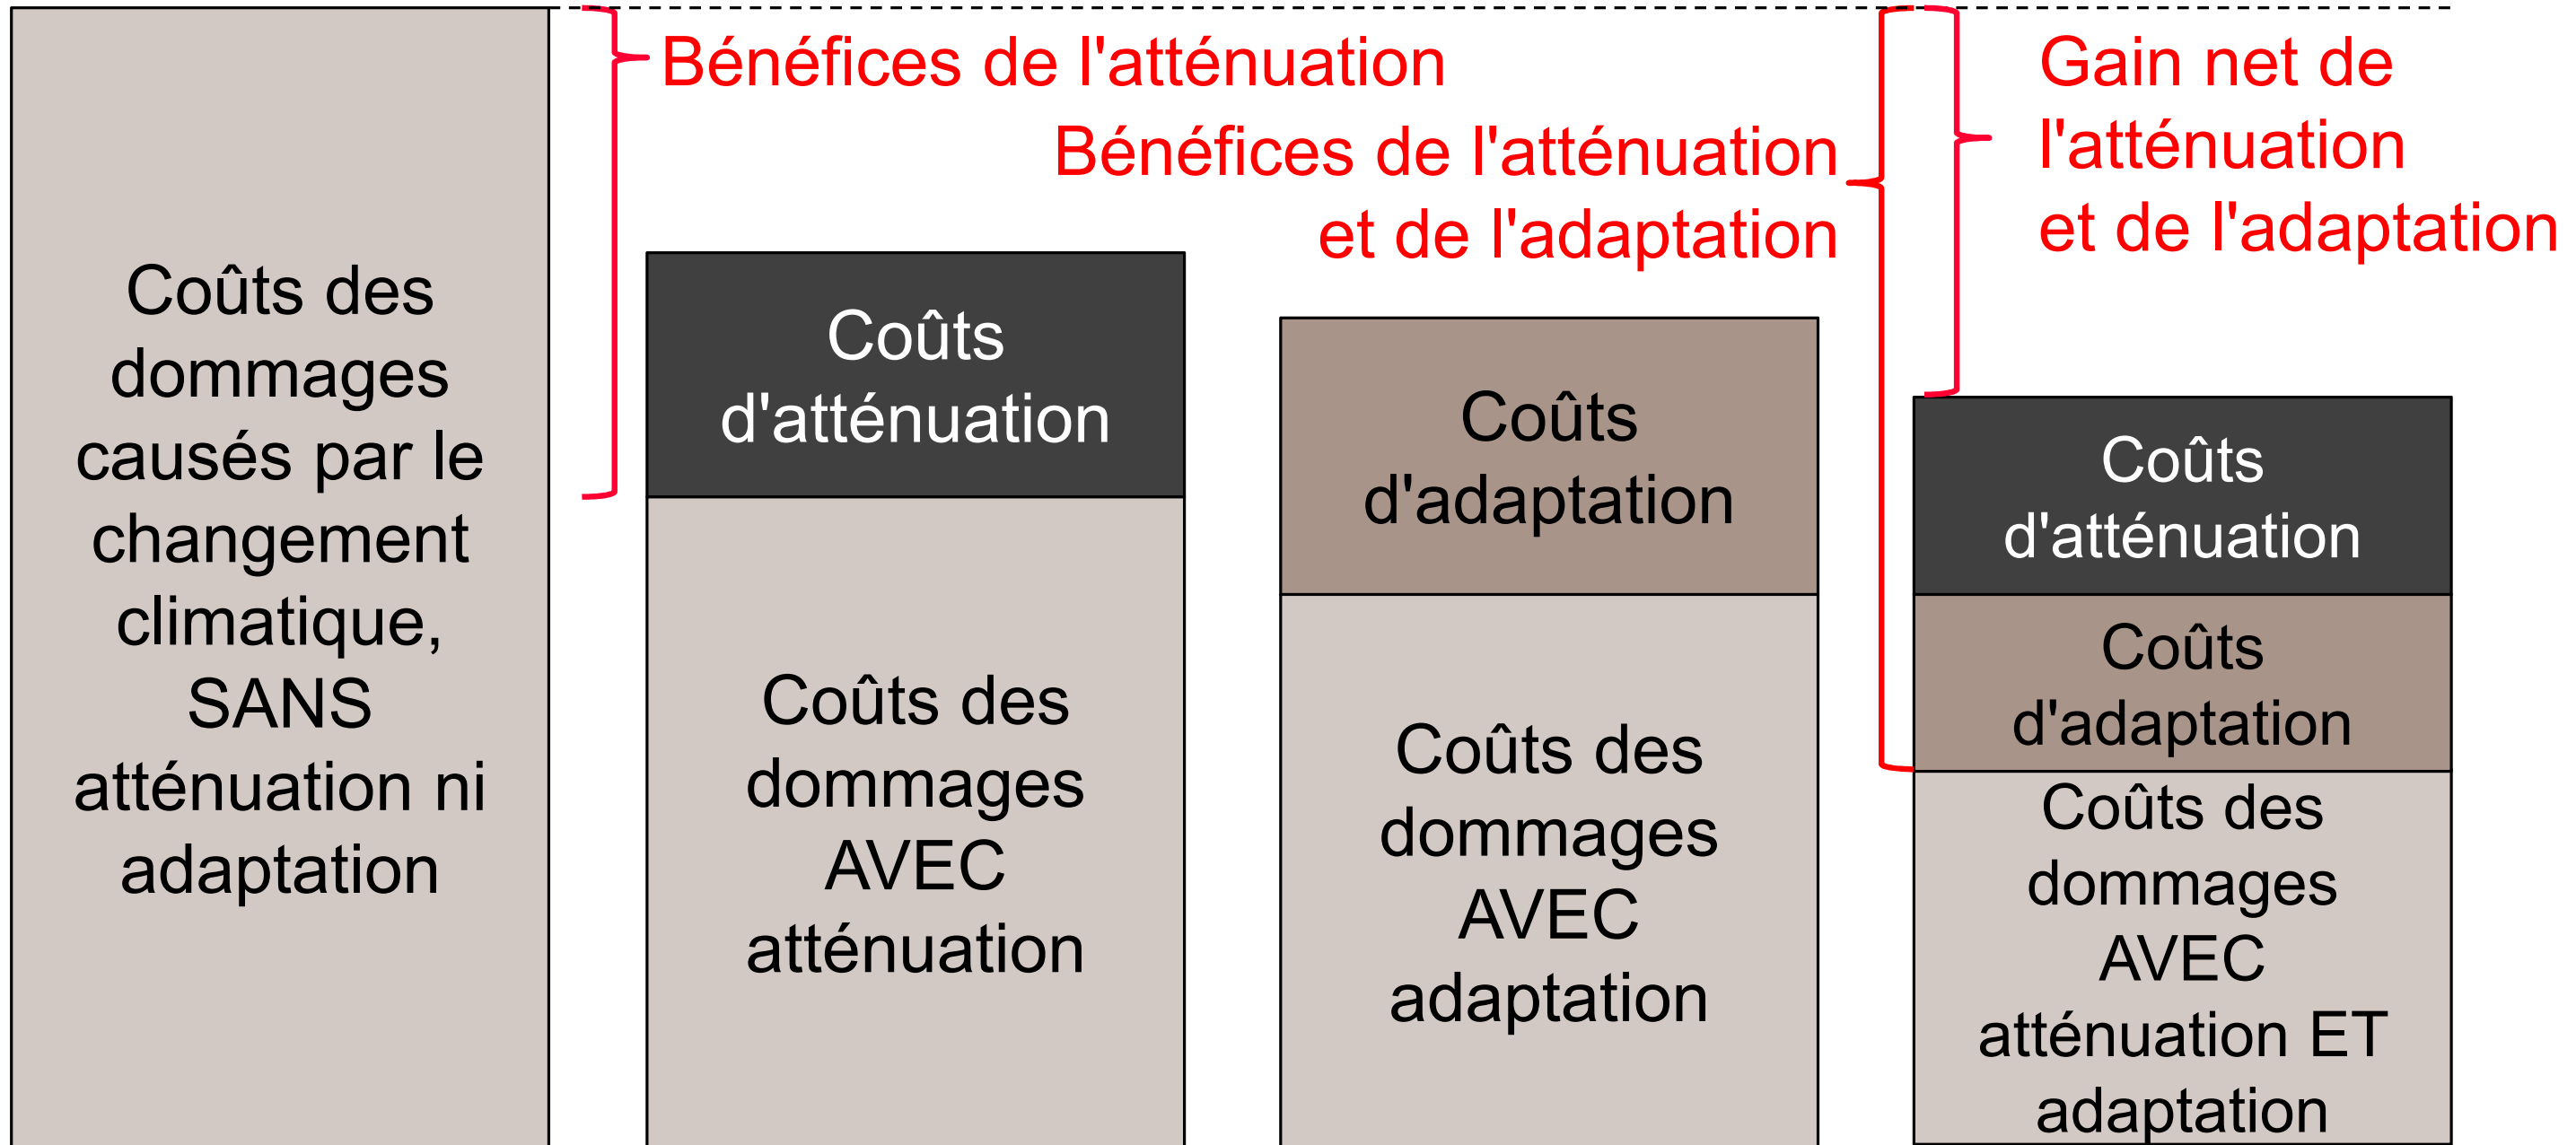 Coûts des
dommages
causés par le
changement
climatique,
SANS
atténuation ni
adaptation
Bénéfices de l'atténuation
Coûts
d'atténuation
Coûts des
dommages
AVEC
atténuation
Bénéfices de l'atténuation
et de l'adaptation
Coûts
d'adaptation
Coûts des
dommages
AVEC
adaptation
Gain net de
l'atténuation
et de l'adaptation
Coûts
d'atténuation
Coûts
d'adaptation
Coûts des
dommages
AVEC
atténuation ET
adaptation